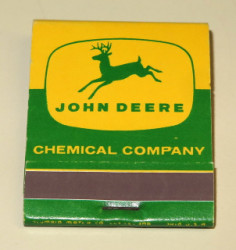 JOHN DEERE
CHEMICAL COMPANY